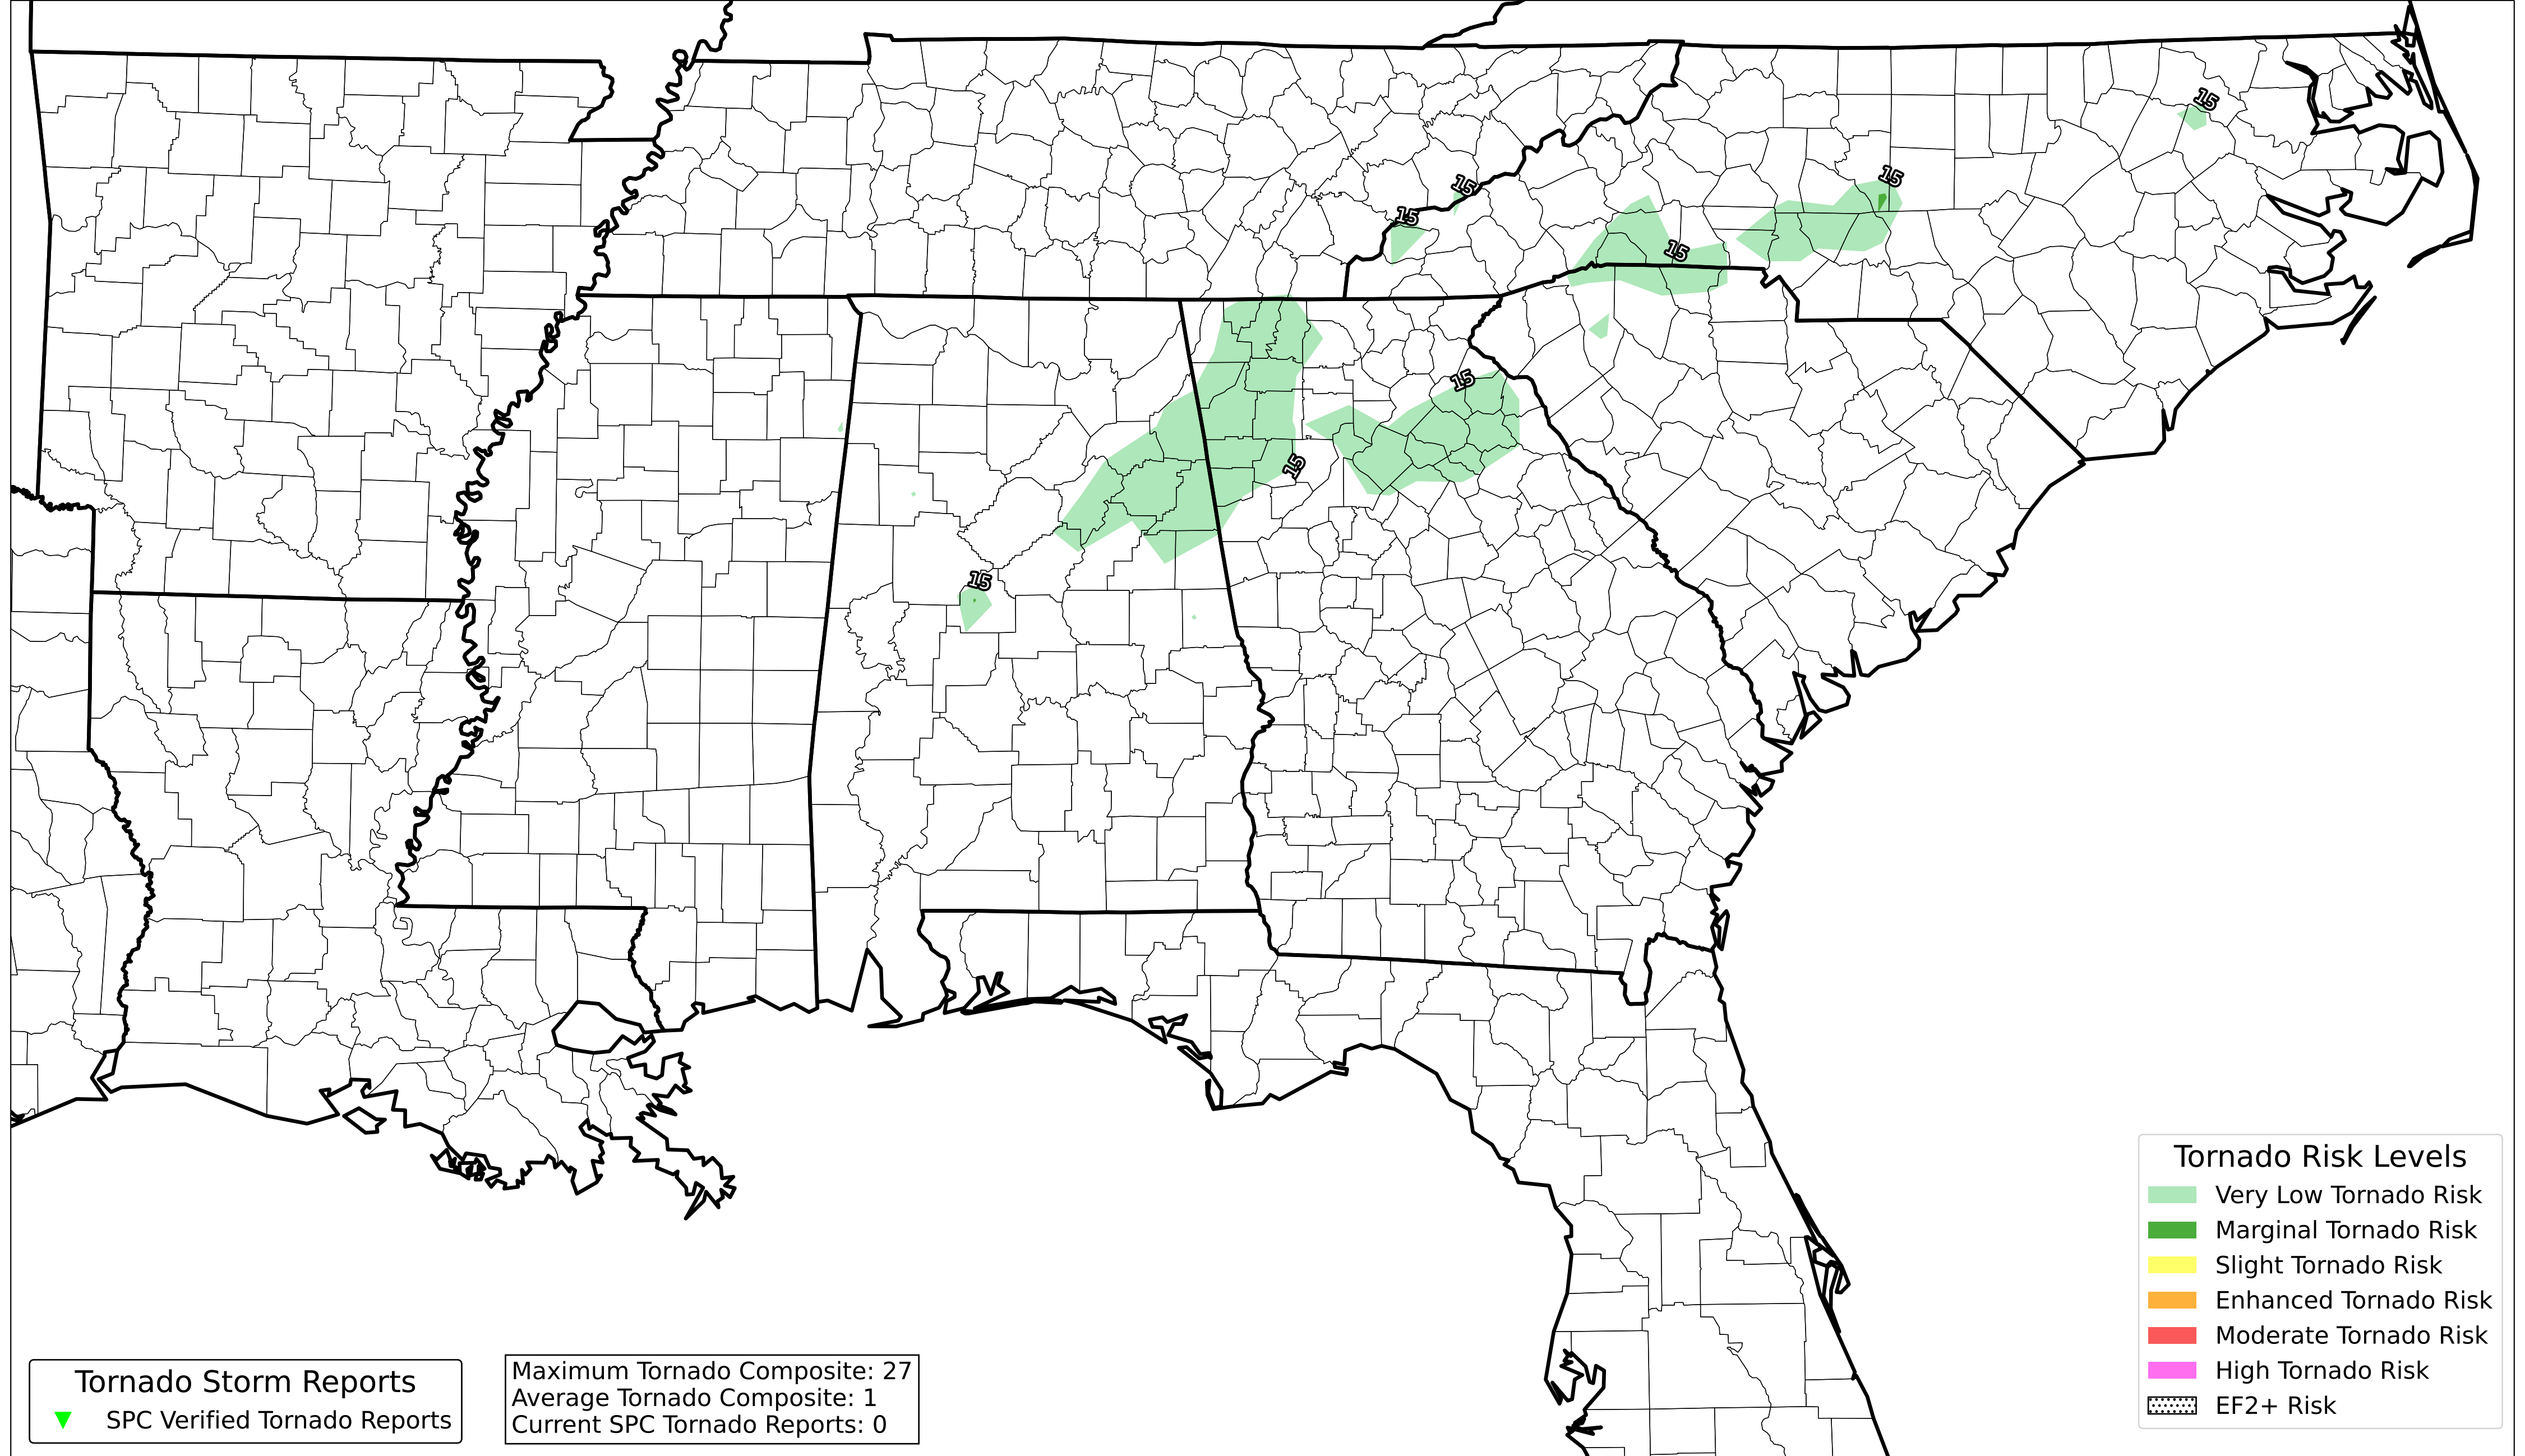 15
15
15
15
15
15
15
15
Tornado Storm Reports
SPC Verified Tornado Reports
Maximum Tornado Composite: 27
Average Tornado Composite: 1
Current SPC Tornado Reports: 0
Tornado Risk Levels
Very Low Tornado Risk
Marginal Tornado Risk
Slight Tornado Risk
Enhanced Tornado Risk
Moderate Tornado Risk
High Tornado Risk
EF2+ Risk